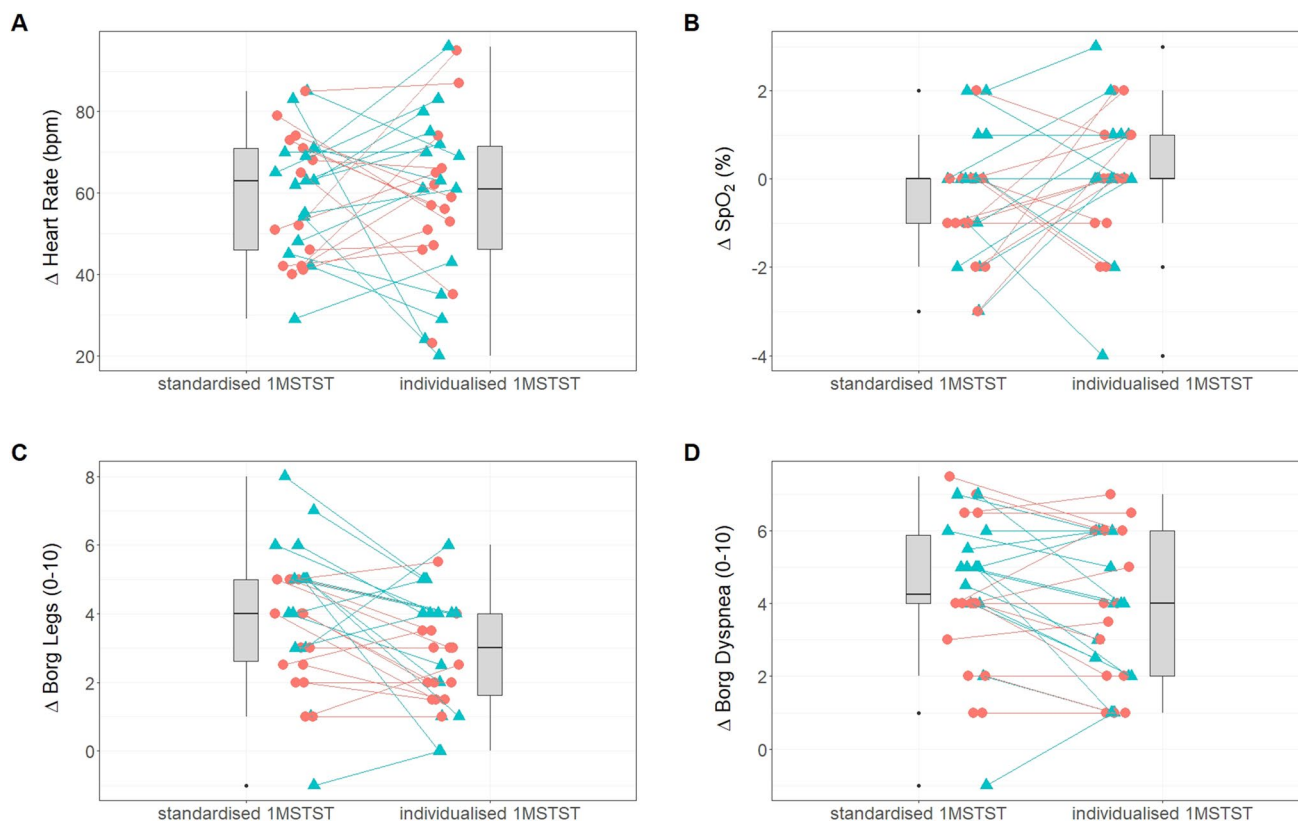 A
Δ Heart Rate (bpm)
80
60
40
20
standardised 1MSTST
individualised 1MSTST
B
Δ SpO₂ (%)
2
0
-2
-4
standardised 1MSTST
individualised 1MSTST
C
Δ Borg Legs (0-10)
8
6
4
2
0
standardised 1MSTST
individualised 1MSTST
D
Δ Borg Dyspnea (0-10)
6
4
2
0
standardised 1MSTST
individualised 1MSTST